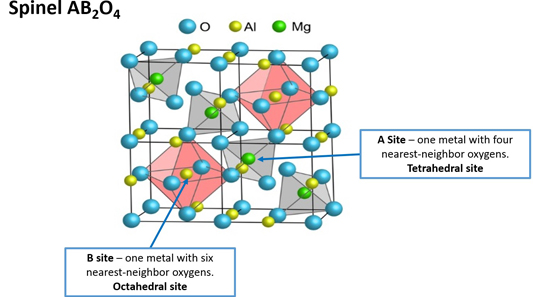 Spinel AB₂O₄
O Al Mg
A Site – one metal with four
nearest-neighbor oxygens.
Tetrahedral site
B site – one metal with six
nearest-neighbor oxygens.
Octahedral site